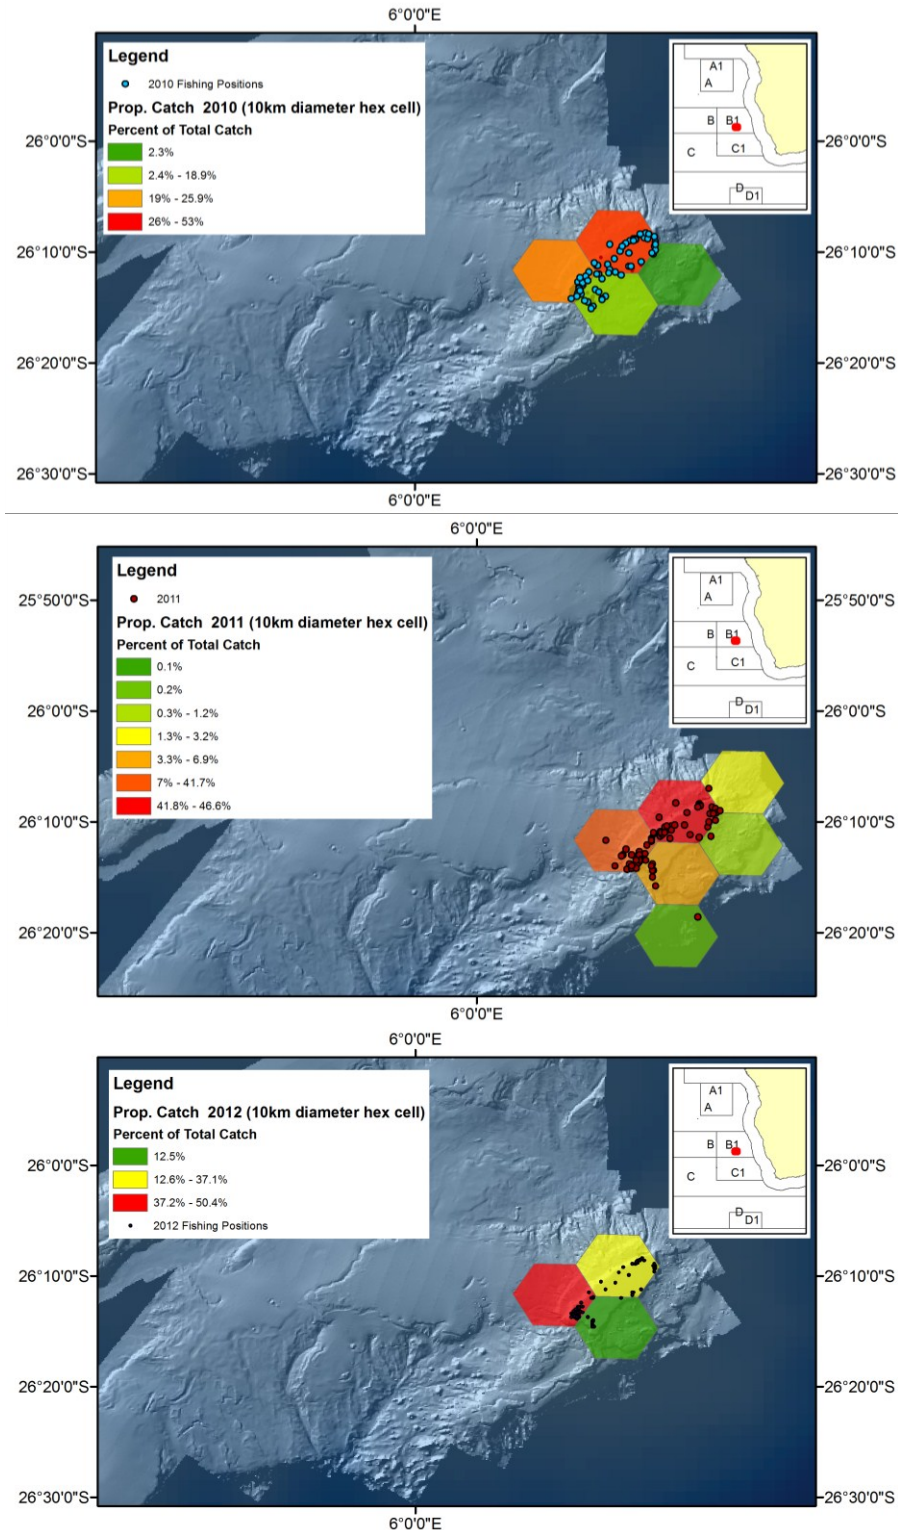 6°0'0"E
Legend
2010 Fishing Positions
Prop. Catch 2010 (10km diameter hex cell)
Percent of Total Catch
2.3%
2.4% - 18.9%
19% - 25.9%
26% - 53%
A1
A
B B1
C C1
D D1
26°0'0"S 26°0'0"S
26°10'0"S 26°10'0"S
26°20'0"S 26°20'0"S
26°30'0"S 26°30'0"S
6°0'0"E
6°0'0"E
Legend
2011
Prop. Catch 2011 (10km diameter hex cell)
Percent of Total Catch
0.1%
0.2%
0.3% - 1.2%
1.3% - 3.2%
3.3% - 6.9%
7% - 41.7%
41.8% - 46.6%
A1
A
B B1
C C1
D D1
25°50'0"S 25°50'0"S
26°0'0"S 26°0'0"S
26°10'0"S 26°10'0"S
26°20'0"S 26°20'0"S
6°0'0"E
6°0'0"E
Legend
Prop. Catch 2012 (10km diameter hex cell)
Percent of Total Catch
12.5%
12.6% - 37.1%
37.2% - 50.4%
2012 Fishing Positions
A1
A
B B1
C C1
D D1
26°0'0"S 26°0'0"S
26°10'0"S 26°10'0"S
26°20'0"S 26°20'0"S
26°30'0"S 26°30'0"S
6°0'0"E